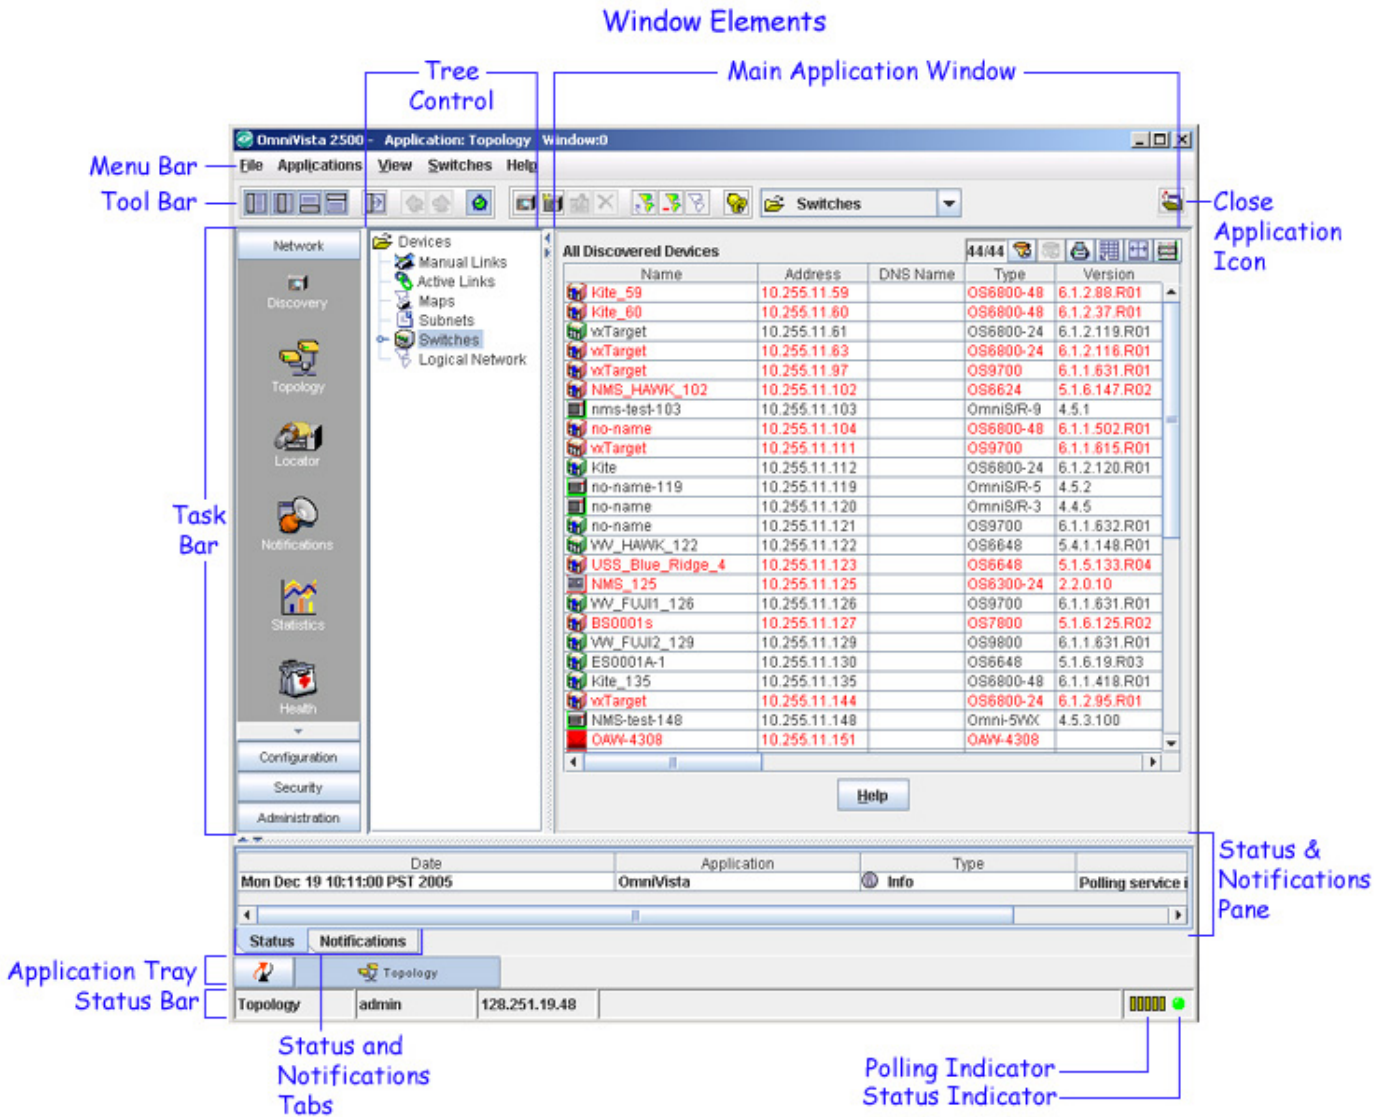 Window Elements
Tree Control
Main Application Window
OmniVista 2500 - Application: Topology Window:0
Menu Bar
File Applications View Switches Help
Tool Bar
Switches
Close Application Icon
Task Bar
Network
Discovery
Topology
Locator
Notifications
Statistics
Health
Configuration
Security
Administration
Devices
Manual Links
Active Links
Maps
Subnets
Switches
Logical Network
All Discovered Devices
44/44
Name Address DNS Name Type Version
Kite_59 10.255.11.59 OS6800-48 6.1.2.88.R01
Kite_60 10.255.11.60 OS6800-48 6.1.2.37.R01
vxTarget 10.255.11.61 OS6800-24 6.1.2.119.R01
vxTarget 10.255.11.63 OS6800-24 6.1.2.116.R01
vxTarget 10.255.11.97 OS9700 6.1.1.631.R01
NMS_HAWK_102 10.255.11.102 OS6624 5.1.6.147.R02
nms-test-103 10.255.11.103 OmniS/R-9 4.5.1
no-name 10.255.11.104 OS6800-48 6.1.1.502.R01
vxTarget 10.255.11.111 OS9700 6.1.1.615.R01
Kite 10.255.11.112 OS6800-24 6.1.2.120.R01
no-name-119 10.255.11.119 OmniS/R-5 4.5.2
no-name 10.255.11.120 OmniS/R-3 4.4.5
no-name 10.255.11.121 OS9700 6.1.1.632.R01
WV_HAWK_122 10.255.11.122 OS6648 5.4.1.148.R01
USS_Blue_Ridge_4 10.255.11.123 OS6648 5.1.5.133.R04
NMS_125 10.255.11.125 OS6300-24 2.2.0.10
WV_FUJI1_126 10.255.11.126 OS9700 6.1.1.631.R01
BS0001s 10.255.11.127 OS7800 5.1.6.125.R02
VW_FUJI2_129 10.255.11.129 OS9800 6.1.1.631.R01
ES0001A-1 10.255.11.130 OS6648 5.1.6.19.R03
Kite_135 10.255.11.135 OS6800-48 6.1.1.418.R01
vxTarget 10.255.11.144 OS6800-24 6.1.2.95.R01
NMS-test-148 10.255.11.148 Omni-5WX 4.5.3.100
OAW-4308 10.255.11.151 OAW-4308
Help
Date Application Type
Mon Dec 19 10:11:00 PST 2005 OmniVista Info Polling service i
Status & Notifications Pane
Status Notifications
Application Tray
Topology
Status Bar
Topology admin 128.251.19.48
Status and Notifications Tabs
Polling Indicator
Status Indicator